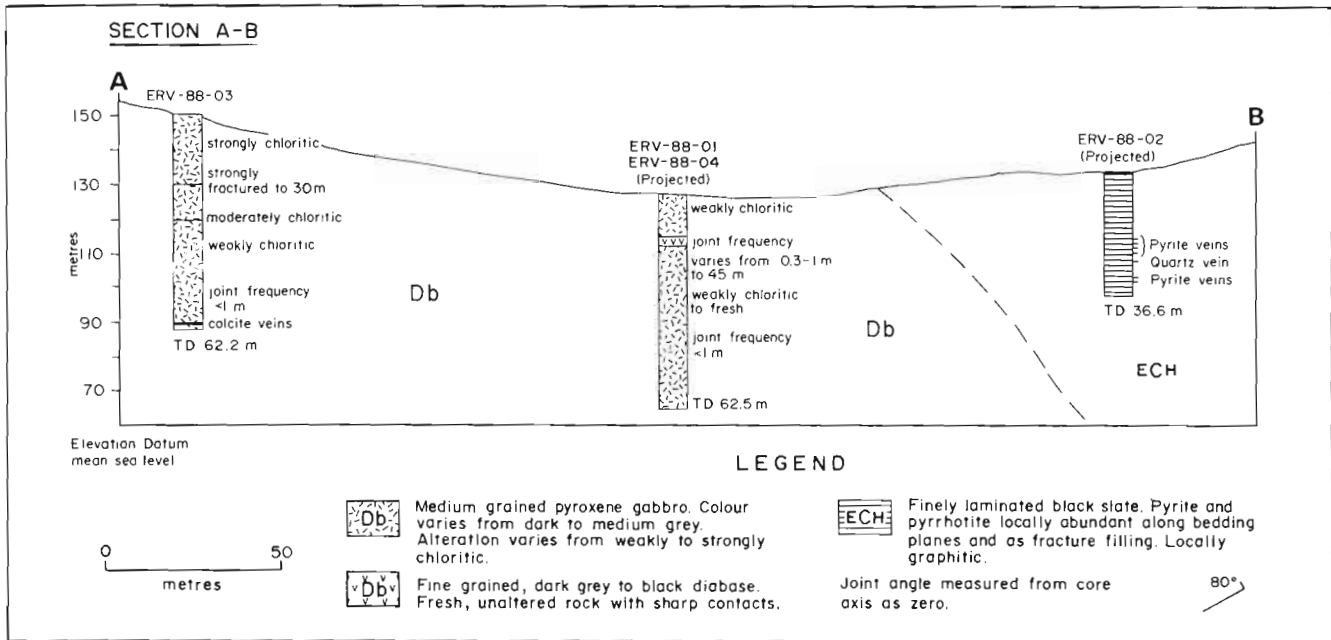 SECTION A-B
A
B
ERV-88-03
ERV-88-01
ERV-88-04
(Projected)
ERV-88-02
(Projected)
150
130
110
90
70
metres
strongly chloritic
strongly
fractured to 30m
moderately chloritic
weakly chloritic
joint frequency
<1 m
colcite veins
TD 62.2 m
Db
weakly chloritic
joint frequency
varies from 0.3-1 m
to 45 m
weakly chloritic
to fresh
joint frequency
<1 m
TD 62.5 m
Db
Pyrite veins
Quartz vein
Pyrite veins
TD 36.6 m
ECH
Elevation Datum
mean sea level
LEGEND
0 50
metres
Db
Medium grained pyroxene gabbro. Colour
varies from dark to medium grey.
Alteration varies from weakly to strongly
chloritic.
Db
Fine grained, dark grey to black diabase.
Fresh, unaltered rock with sharp contacts.
ECH
Finely laminated black slate. Pyrite and
pyrrhotite locally abundant along bedding
planes and as fracture filling. Locally
graphitic.
Joint angle measured from core
axis as zero.
80°